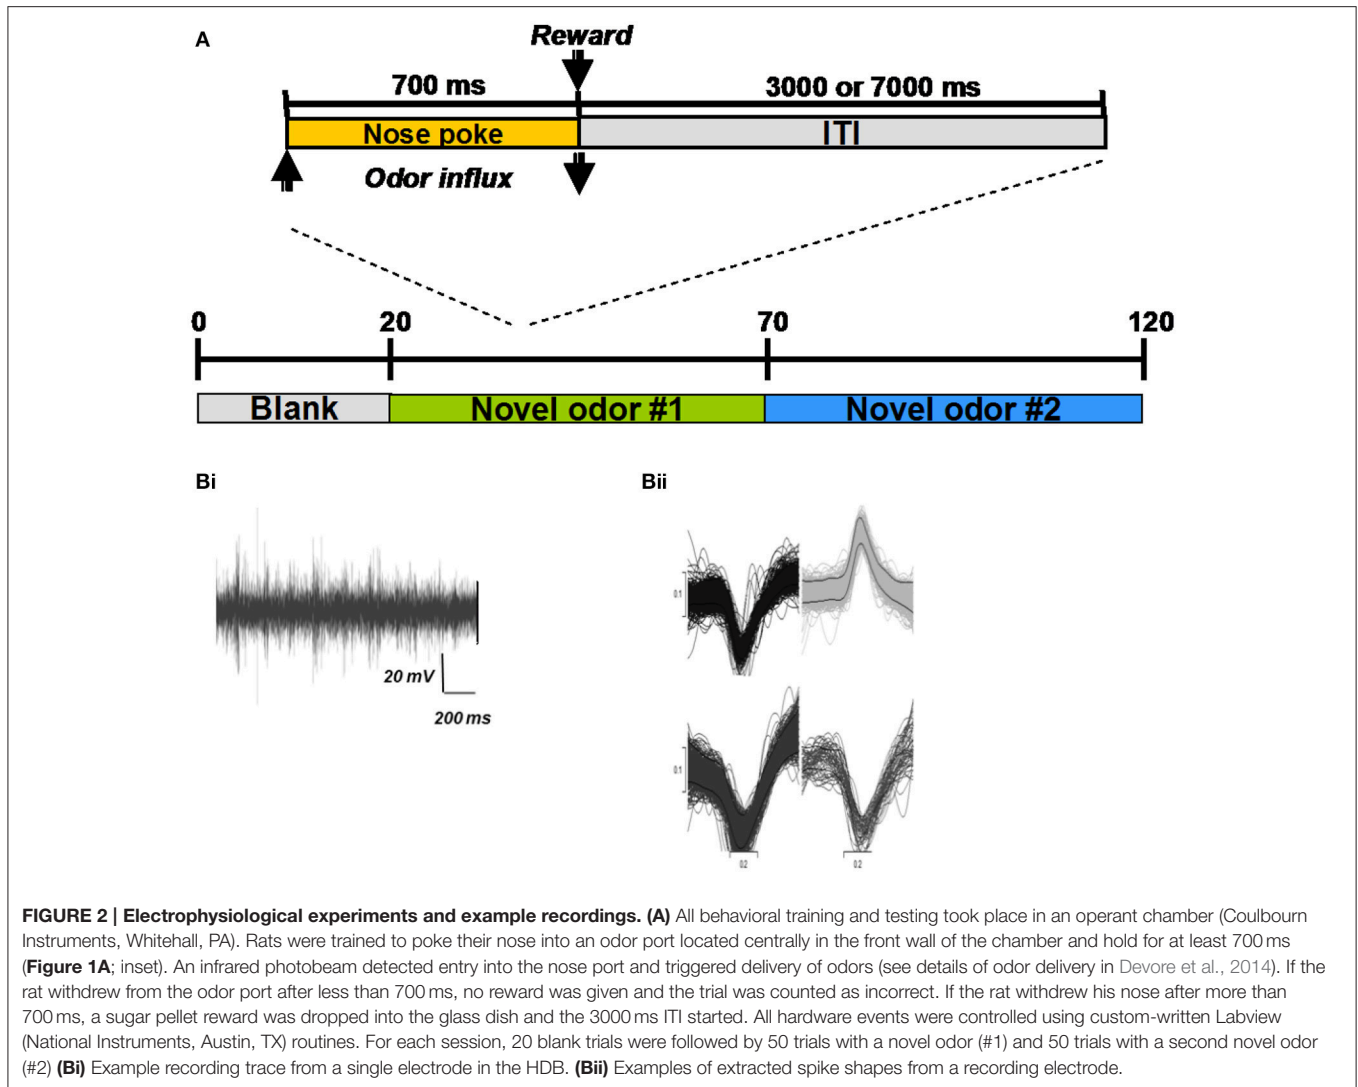 A
Reward
700 ms
3000 or 7000 ms
Nose poke
ITI
Odor influx
0 20 70 120
Blank
Novel odor #1
Novel odor #2
Bi
Bii
0.1
20 mV
200 ms
0.1
0.2
0.2
FIGURE 2 | Electrophysiological experiments and example recordings. (A) All behavioral training and testing took place in an operant chamber (Coulbourn
Instruments, Whitehall, PA). Rats were trained to poke their nose into an odor port located centrally in the front wall of the chamber and hold for at least 700 ms
(Figure 1A; inset). An infrared photobeam detected entry into the nose port and triggered delivery of odors (see details of odor delivery in Devore et al., 2014). If the
rat withdrew from the odor port after less than 700 ms, no reward was given and the trial was counted as incorrect. If the rat withdrew his nose after more than
700 ms, a sugar pellet reward was dropped into the glass dish and the 3000 ms ITI started. All hardware events were controlled using custom-written Labview
(National Instruments, Austin, TX) routines. For each session, 20 blank trials were followed by 50 trials with a novel odor (#1) and 50 trials with a second novel odor
(#2) (Bi) Example recording trace from a single electrode in the HDB. (Bii) Examples of extracted spike shapes from a recording electrode.